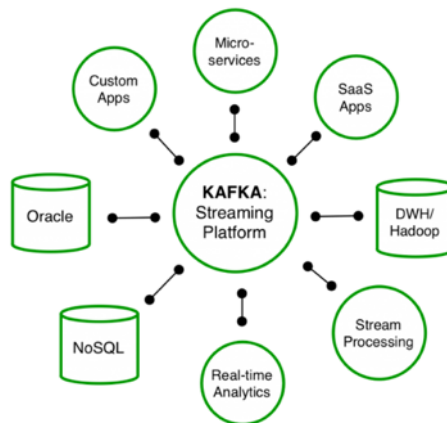 Micro-
services
Custom
Apps
SaaS
Apps
KAFKA:
Streaming
Platform
Oracle
DWH/
Hadoop
NoSQL
Stream
Processing
Real-time
Analytics